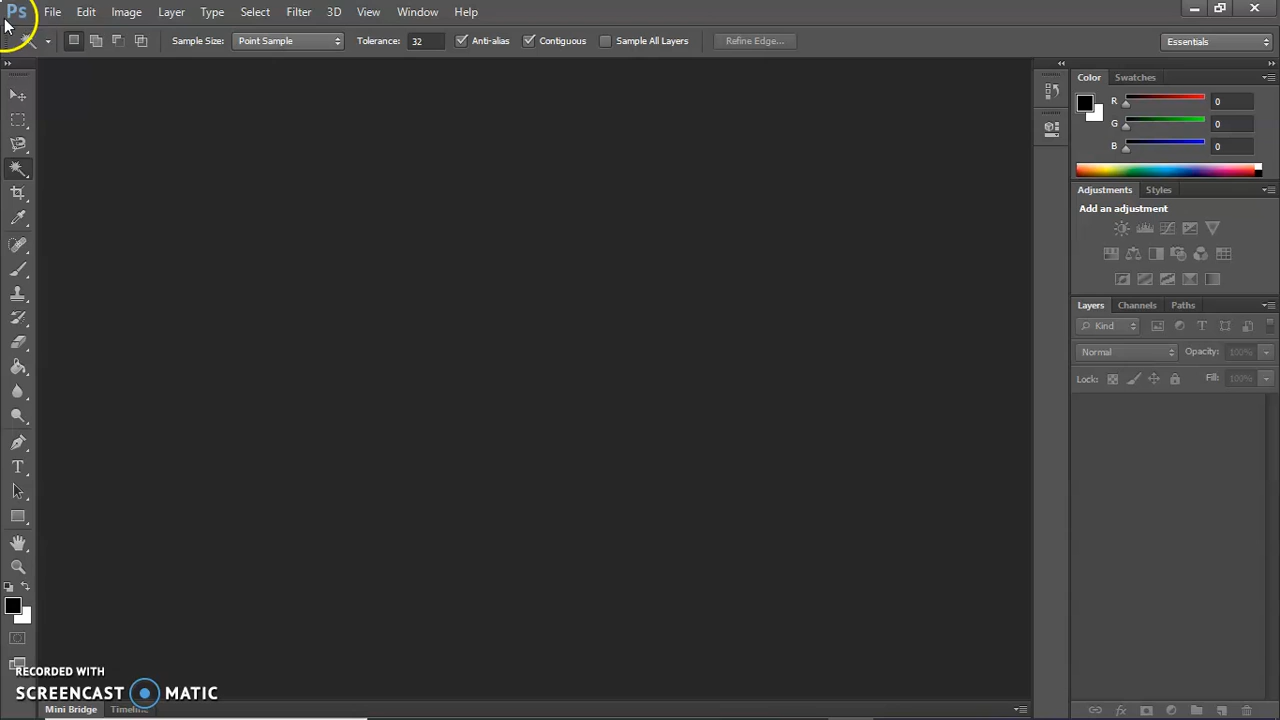 Ps File Edit Image Layer Type Select Filter 3D View Window Help
Sample Size: Point Sample Tolerance: 32 Anti-alias Contiguous Sample All Layers Refine Edge... Essentials
Color Swatches
R 0
G 0
B 0
Adjustments Styles
Add an adjustment
Layers Channels Paths
Kind
Normal Opacity: 100%
Lock: Fill: 100%
RECORDED WITH
SCREENCAST MATIC
Mini Bridge Timeline